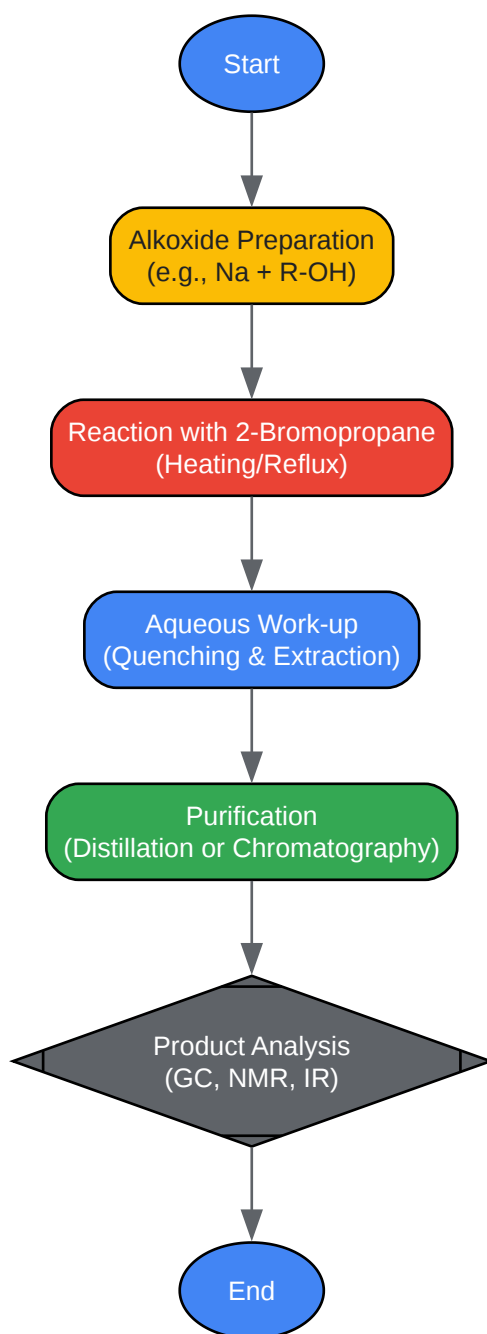 Start
Alkoxide Preparation
(e.g., Na + R-OH)
Reaction with 2-Bromopropane
(Heating/Reflux)
Aqueous Work-up
(Quenching & Extraction)
Purification
(Distillation or Chromatography)
Product Analysis
(GC, NMR, IR)
End